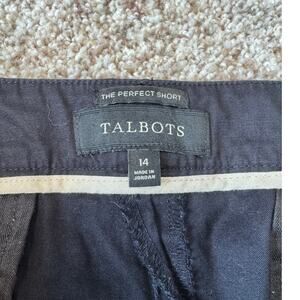 THE PERFECT SHORT
TALBOTS
14
MADE IN
JORDAN